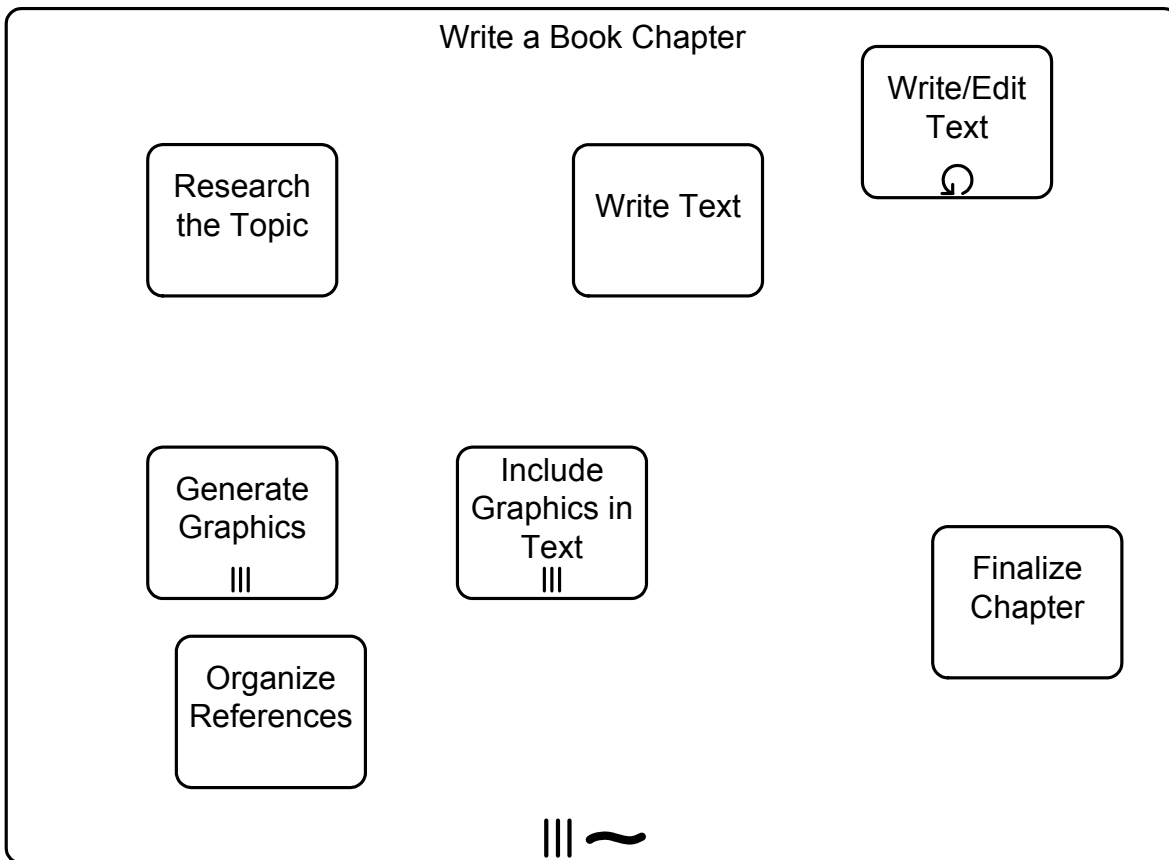 Write a Book Chapter
Write/Edit
Text
Research
the Topic
Write Text
Generate
Graphics
Include
Graphics in
Text
Finalize
Chapter
Organize
References